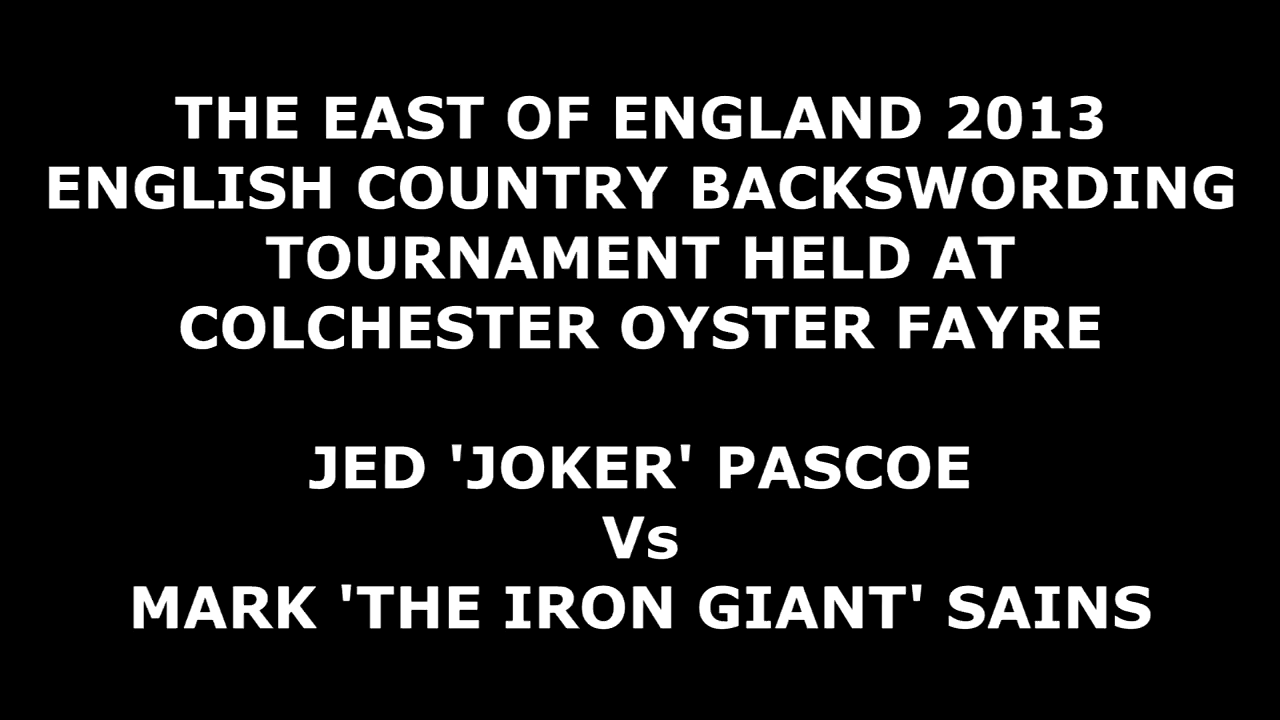 THE EAST OF ENGLAND 2013
ENGLISH COUNTRY BACKSWORDING
TOURNAMENT HELD AT
COLCHESTER OYSTER FAYRE
JED 'JOKER' PASCOE
Vs
MARK 'THE IRON GIANT' SAINS